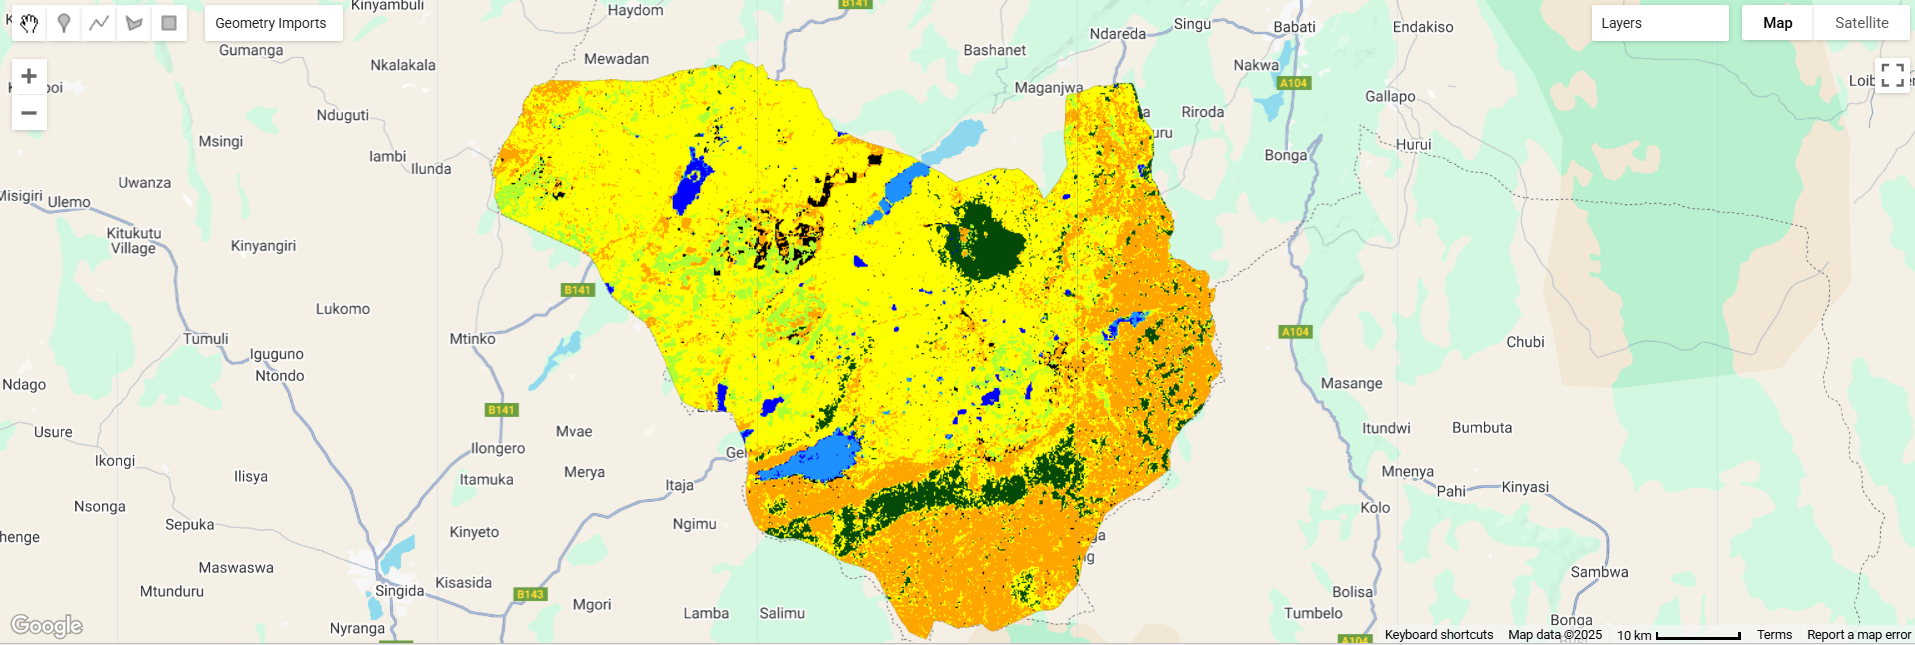 Kinyambuli
Haydom
B141
Singu
Babati
Endakiso
Geometry Imports
Layers
Map
Satellite
Ndareda
Gumanga
Mewadan
Bashanet
Nkalakala
Nakwa
A104
Maganjwa
Gallapo
Nduguti
Riroda
Msingi
Hurui
Iambi
Ilunda
Bonga
Uwanza
Misigiri
Ulemo
Kitukutu
Village
Kinyangiri
B141
Lukomo
A104
Tumuli
Mtinko
Chubi
Iguguno
Ntondo
Ndago
Masange
B141
Usure
Mvae
Itundwi
Bumbuta
Ilongero
Ikongi
Merya
Mnenya
Ilisya
Itamuka
Itaja
Pahi
Kinyasi
Nsonga
Kolo
Sepuka
Kinyeto
Ngimu
Maswaswa
Sambwa
Kisasida
Mtunduru
Singida
B143
Mgori
Bolisa
Lamba
Salimu
Tumbelo
Bonga
Google
Nyranga
A104
Keyboard shortcuts
Map data ©2025
10 km
Terms
Report a map error